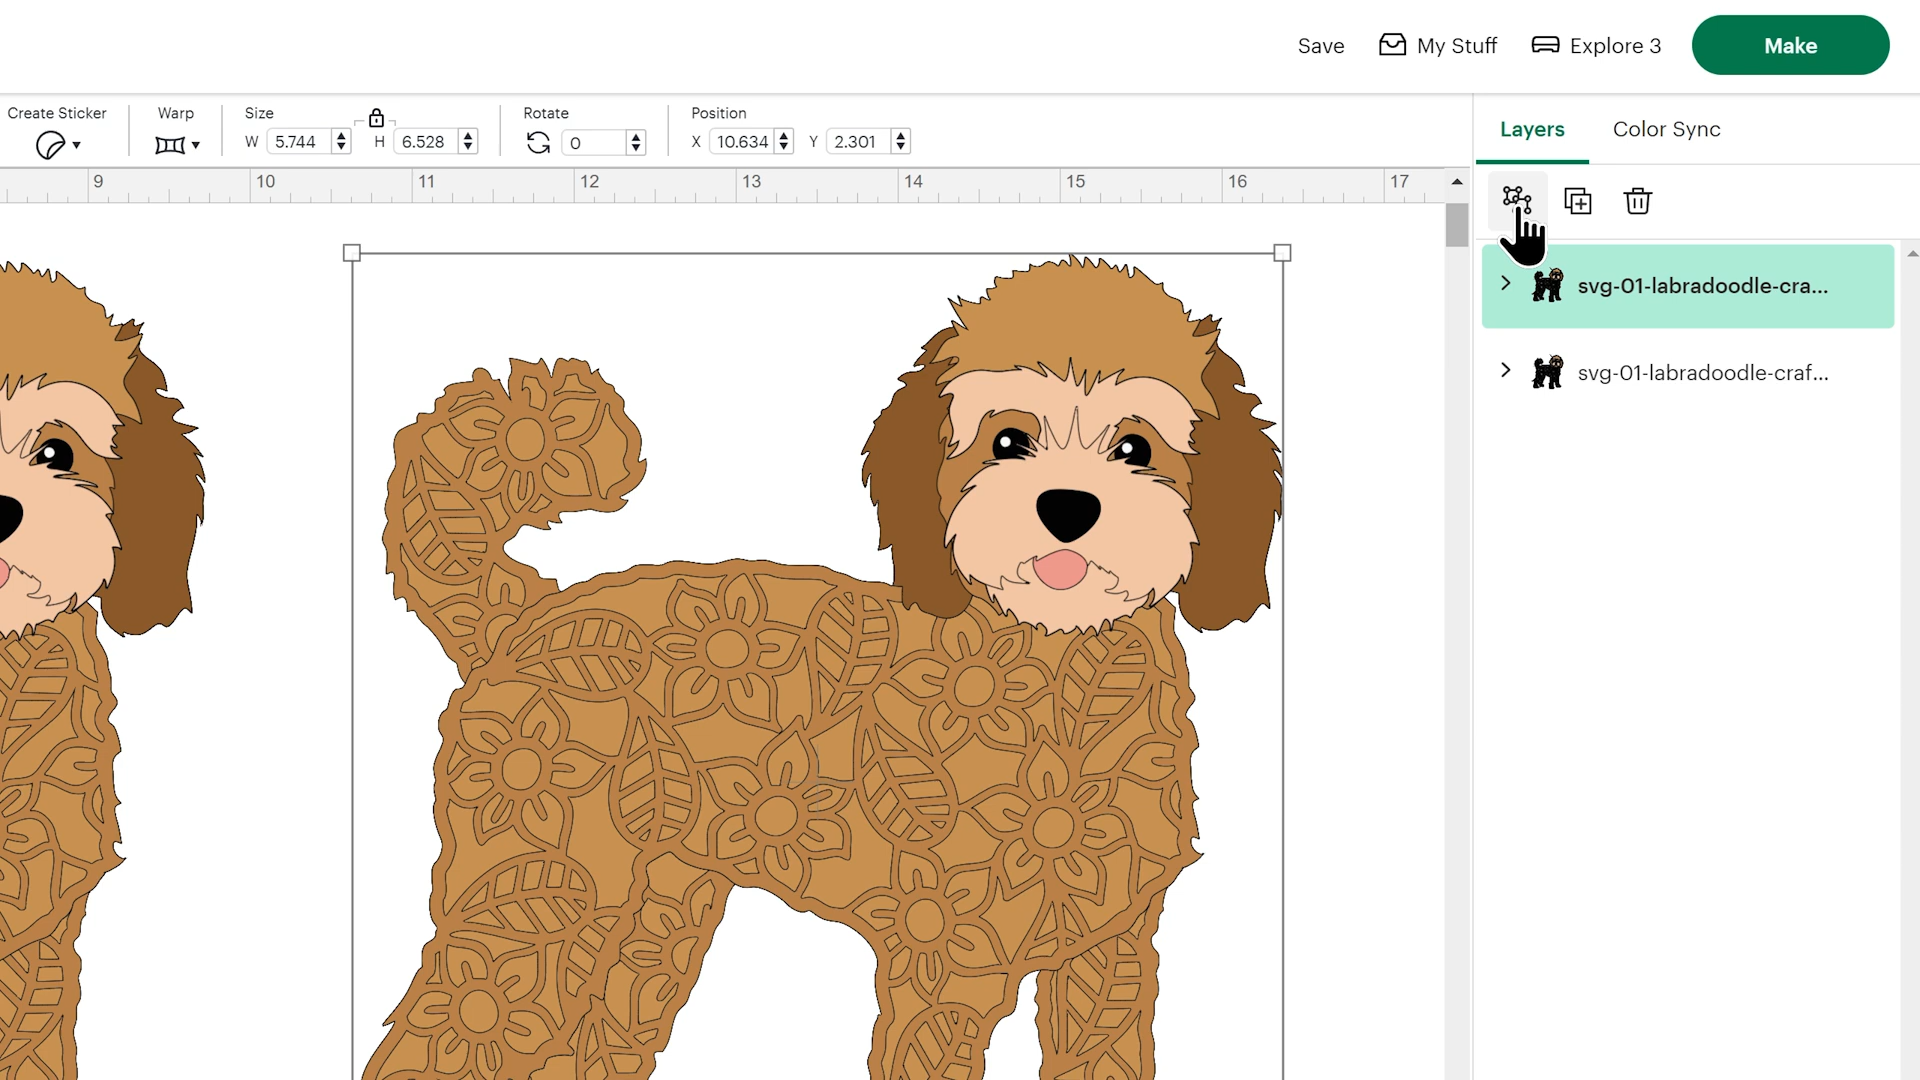 Save My Stuff Explore 3 Make
Create Sticker Warp Size Rotate Position
W 5.744 H 6.528 0 X 10.634 Y 2.301
Layers Color Sync
9 10 11 12 13 14 15 16 17
svg-01-labradoodle-cra...
svg-01-labradoodle-craf...